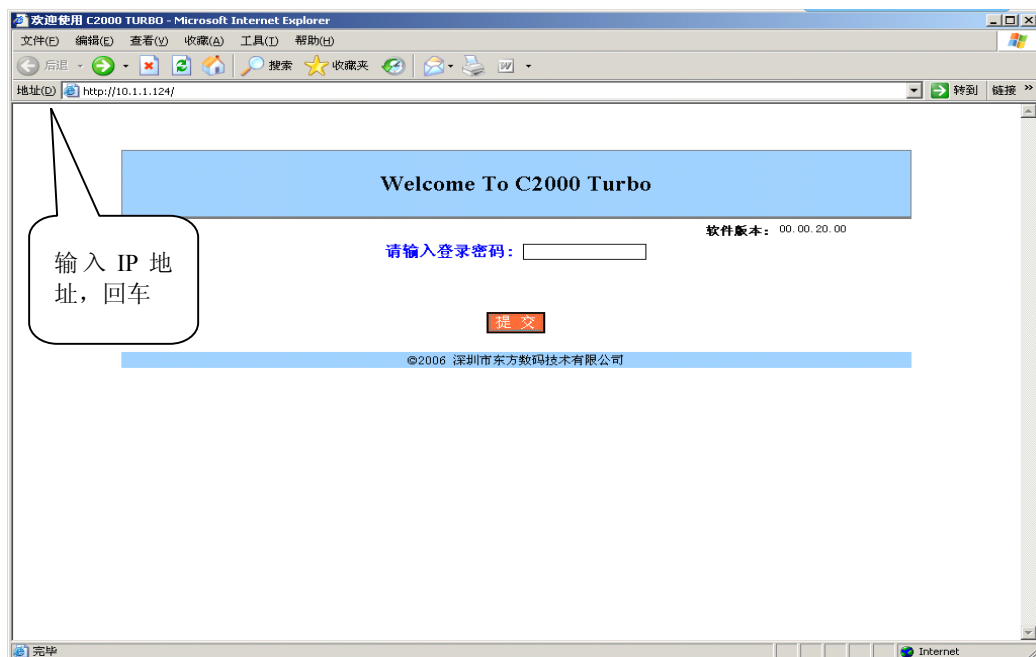 欢迎使用 C2000 TURBO - Microsoft Internet Explorer
文件(F) 编辑(E) 查看(V) 收藏(A) 工具(T) 帮助(H)
后退 搜索 收藏夹
地址(D) http://10.1.1.124/ 转到 链接 »
Welcome To C2000 Turbo
软件版本: 00.00.20.00
请输入登录密码:
输入 IP 地
址，回车
提 交
©2006 深圳市东方数码技术有限公司
完毕 Internet